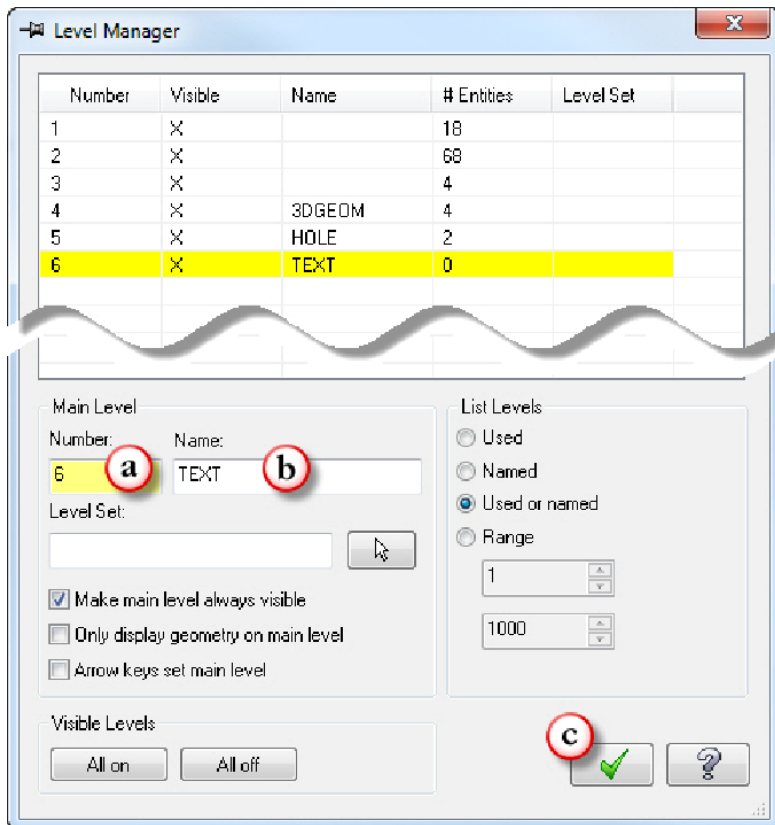 Level Manager
Number Visible Name # Entities Level Set
1 X 18
2 X 68
3 X 4
4 X 3DGEOM 4
5 X HOLE 2
6 X TEXT 0
Main Level
Number: Name:
6 a TEXT b
Level Set:
Make main level always visible
Only display geometry on main level
Arrow keys set main level
List Levels
Used
Named
Used or named
Range
1
1000
Visible Levels
All on All off
c